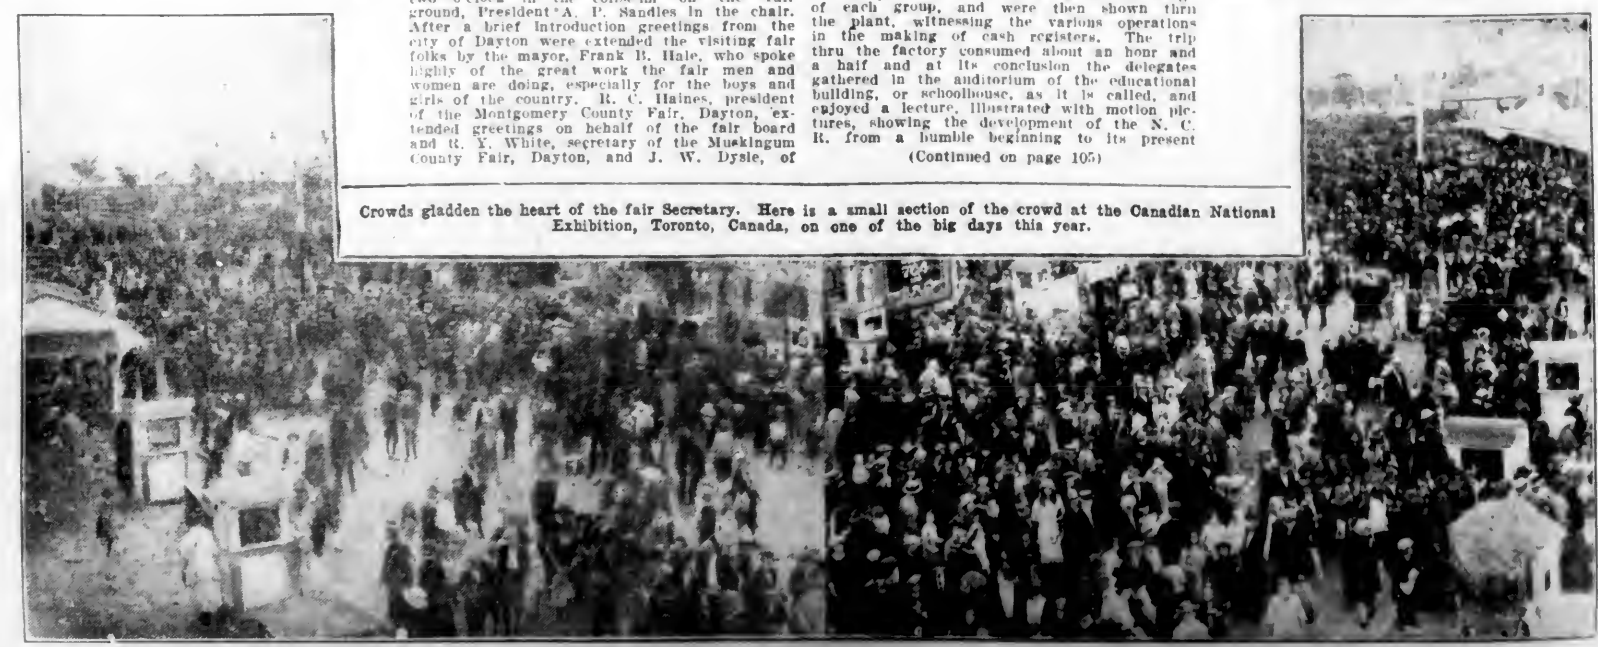 ground, President A. P. Sandles in the chair.
After a brief introduction greetings from the
city of Dayton were extended the visiting fair
folks by the mayor, Frank B. Hale, who spoke
highly of the great work the fair men and
women are doing, especially for the boys and
girls of the country. R. C. Haines, president
of the Montgomery County Fair, Dayton, ex-
tended greetings on behalf of the fair board
and R. Y. White, secretary of the Muskingum
County Fair, Dayton, and J. W. Dysle, of
of each group, and were then shown thru
the plant, witnessing the various operations
in the making of cash registers. The trip
thru the factory consumed about an hour and
a half and at its conclusion the delegates
gathered in the auditorium of the educational
building, or schoolhouse, as it is called, and
enjoyed a lecture, illustrated with motion pic-
tures, showing the development of the N. C.
R. from a humble beginning to its present
(Continued on page 105)
Crowds gladden the heart of the fair Secretary. Here is a small section of the crowd at the Canadian National
Exhibition, Toronto, Canada, on one of the big days this year.